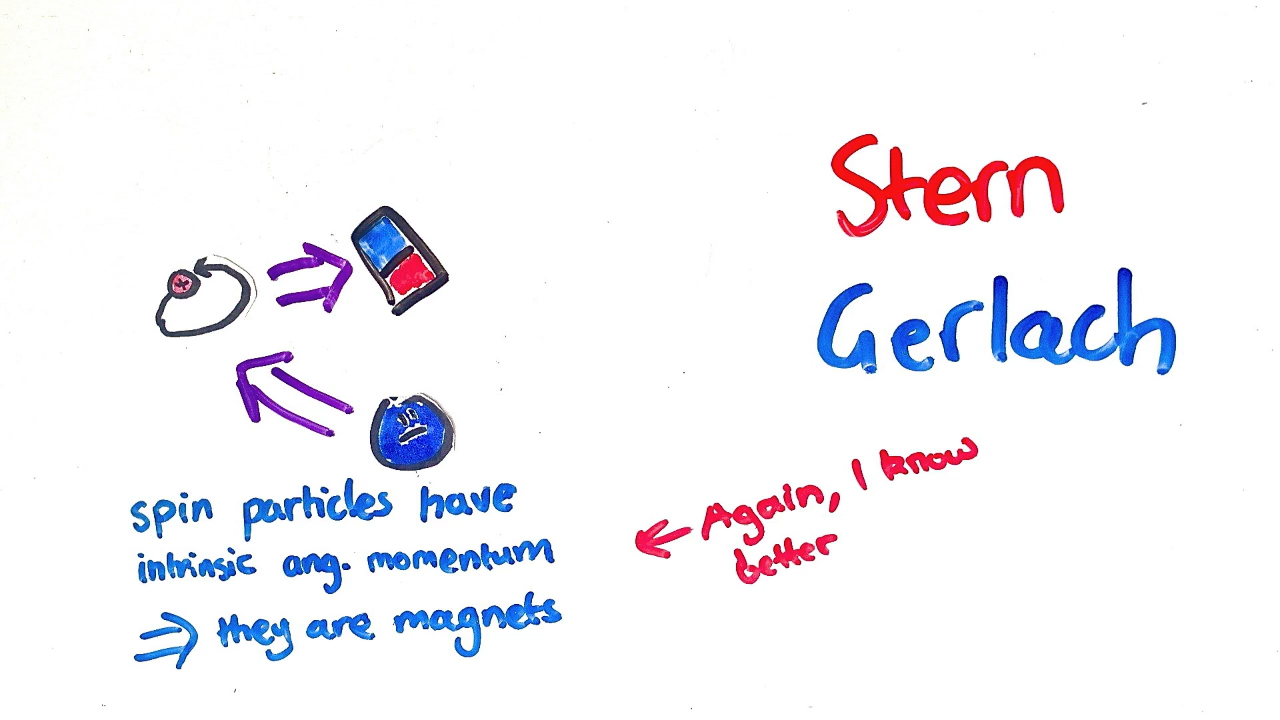 Stern
Gerlach
spin particles have
intrinsic ang. momentum
⇒ they are magnets
← Again, I know
better